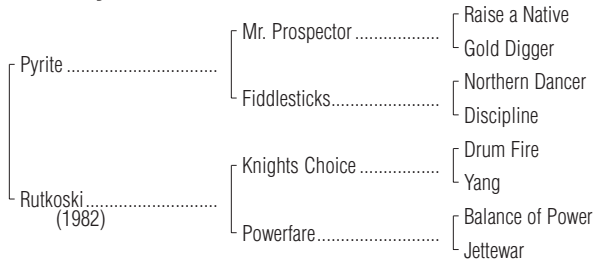 Raise a Native
Mr. Prospector ..................
Gold Digger
Pyrite ................................
Northern Dancer
Fiddlesticks.......................
Discipline
Drum Fire
Knights Choice .................
Yang
Rutkoski............................
(1982)
Balance of Power
Powerfare..........................
Jettewar